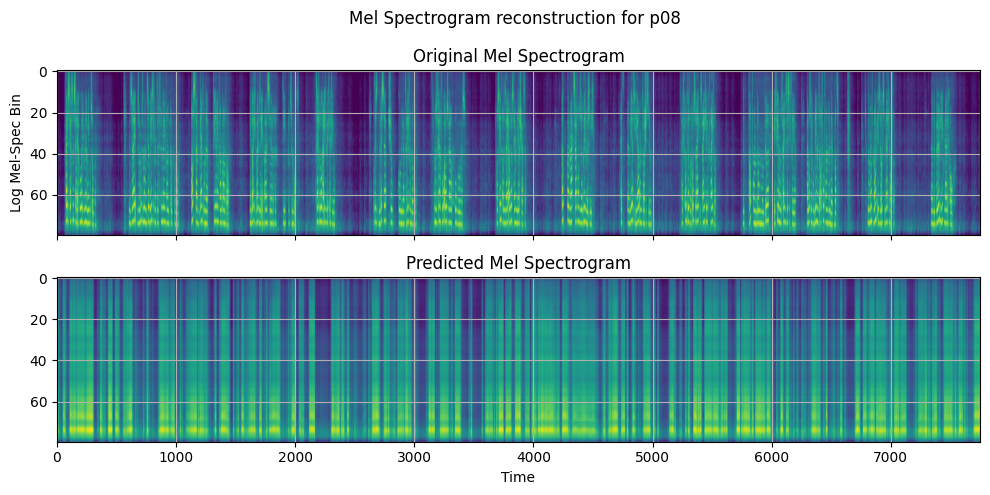 Mel Spectrogram reconstruction for p08
Original Mel Spectrogram
0
20
40
60
Log Mel-Spec Bin
Predicted Mel Spectrogram
0
20
40
60
0 1000 2000 3000 4000 5000 6000 7000
Time